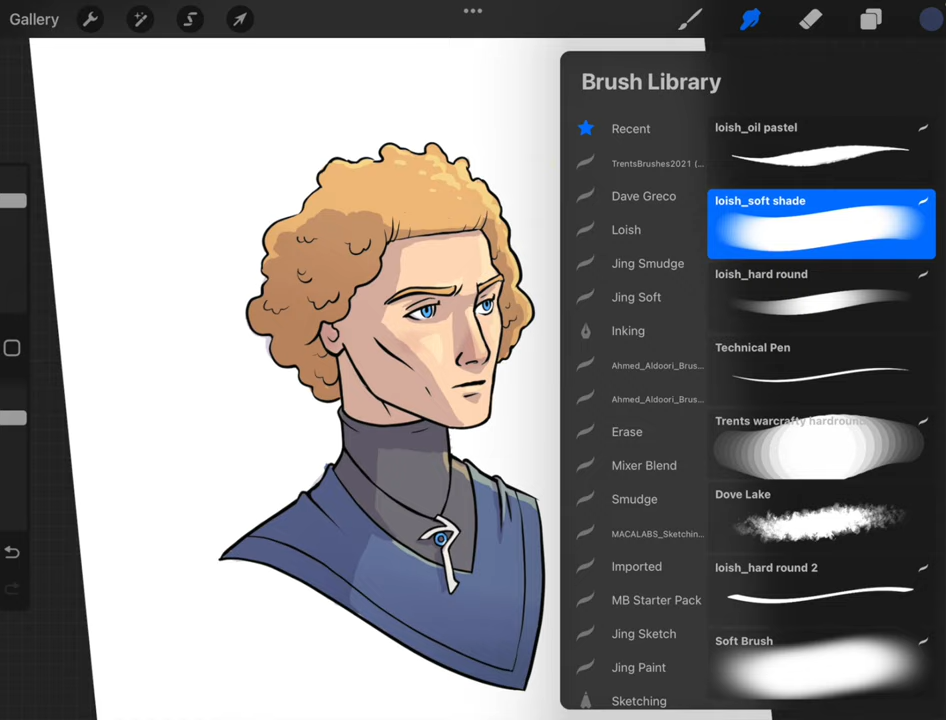 Gallery
Brush Library
Recent
TrentsBrushes2021 (...
Dave Greco
Loish
Jing Smudge
Jing Soft
Inking
Ahmed_Aldoori_Brus...
Ahmed_Aldoori_Brus...
Erase
Mixer Blend
Smudge
MACALABS_Sketchin...
Imported
MB Starter Pack
Jing Sketch
Jing Paint
Sketching
loish_oil pastel
loish_soft shade
loish_hard round
Technical Pen
Trents warcrafty hardround
Dove Lake
loish_hard round 2
Soft Brush